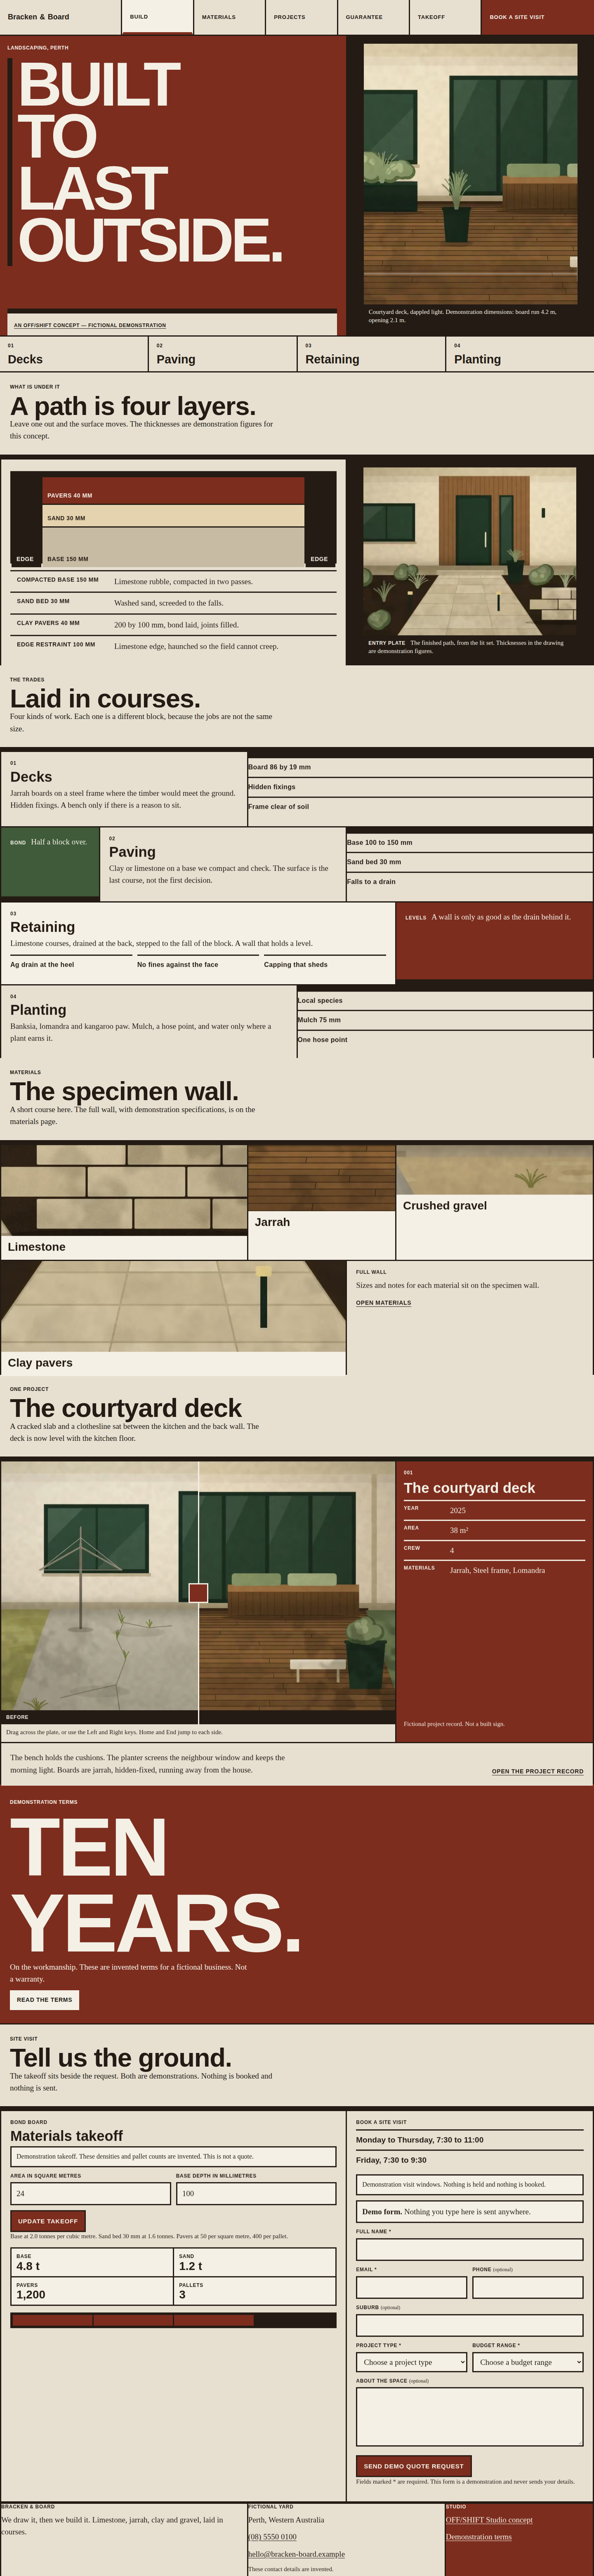 Bracken & Board
BUILD
MATERIALS
PROJECTS
GUARANTEE
TAKEOFF
BOOK A SITE VISIT
LANDSCAPING, PERTH
BUILT
TO
LAST
OUTSIDE.
AN OFF/SHIFT CONCEPT — FICTIONAL DEMONSTRATION
Courtyard deck, dappled light. Demonstration dimensions: board run 4.2 m,
opening 2.1 m.
01
Decks
02
Paving
03
Retaining
04
Planting
WHAT IS UNDER IT
A path is four layers.
Leave one out and the surface moves. The thicknesses are demonstration figures for
this concept.
PAVERS 40 MM
SAND 30 MM
EDGE
BASE 150 MM
EDGE
COMPACTED BASE 150 MM
Limestone rubble, compacted in two passes.
SAND BED 30 MM
Washed sand, screeded to the falls.
CLAY PAVERS 40 MM
200 by 100 mm, bond laid, joints filled.
EDGE RESTRAINT 100 MM
Limestone edge, haunched so the field cannot creep.
ENTRY PLATE The finished path, from the lit set. Thicknesses in the drawing
are demonstration figures.
THE TRADES
Laid in courses.
Four kinds of work. Each one is a different block, because the jobs are not the same
size.
01
Decks
Jarrah boards on a steel frame where the timber would meet the ground.
Hidden fixings. A bench only if there is a reason to sit.
Board 86 by 19 mm
Hidden fixings
Frame clear of soil
BOND Half a block over.
02
Paving
Clay or limestone on a base we compact and check. The surface is the
last course, not the first decision.
Base 100 to 150 mm
Sand bed 30 mm
Falls to a drain
03
Retaining
Limestone courses, drained at the back, stepped to the fall of the block. A wall that holds a level.
Ag drain at the heel
No fines against the face
Capping that sheds
LEVELS A wall is only as good as the drain behind it.
04
Planting
Banksia, lomandra and kangaroo paw. Mulch, a hose point, and water only where a
plant earns it.
Local species
Mulch 75 mm
One hose point
MATERIALS
The specimen wall.
A short course here. The full wall, with demonstration specifications, is on the
materials page.
Limestone
Jarrah
Crushed gravel
Clay pavers
FULL WALL
Sizes and notes for each material sit on the specimen wall.
OPEN MATERIALS
ONE PROJECT
The courtyard deck
A cracked slab and a clothesline sat between the kitchen and the back wall. The
deck is now level with the kitchen floor.
BEFORE
Drag across the plate, or use the Left and Right keys. Home and End jump to each side.
001
The courtyard deck
YEAR
2025
AREA
38 m²
CREW
4
MATERIALS
Jarrah, Steel frame, Lomandra
Fictional project record. Not a built sign.
The bench holds the cushions. The planter screens the neighbour window and keeps the
morning light. Boards are jarrah, hidden-fixed, running away from the house.
OPEN THE PROJECT RECORD
DEMONSTRATION TERMS
TEN
YEARS.
On the workmanship. These are invented terms for a fictional business. Not
a warranty.
READ THE TERMS
SITE VISIT
Tell us the ground.
The takeoff sits beside the request. Both are demonstrations. Nothing is booked and
nothing is sent.
BOND BOARD
Materials takeoff
Demonstration takeoff. These densities and pallet counts are invented. This is not a quote.
AREA IN SQUARE METRES
BASE DEPTH IN MILLIMETRES
24
100
UPDATE TAKEOFF
Base at 2.0 tonnes per cubic metre. Sand bed 30 mm at 1.6 tonnes. Pavers at 50 per square metre, 400 per pallet.
BASE
4.8 t
SAND
1.2 t
PAVERS
1,200
PALLETS
3
BOOK A SITE VISIT
Monday to Thursday, 7:30 to 11:00
Friday, 7:30 to 9:30
Demonstration visit windows. Nothing is held and nothing is booked.
Demo form. Nothing you type here is sent anywhere.
FULL NAME *
EMAIL *
PHONE (optional)
SUBURB (optional)
PROJECT TYPE *
BUDGET RANGE *
Choose a project type
Choose a budget range
ABOUT THE SPACE (optional)
SEND DEMO QUOTE REQUEST
Fields marked * are required. This form is a demonstration and never sends your details.
BRACKEN & BOARD
We draw it, then we build it. Limestone, jarrah, clay and gravel, laid in
courses.
FICTIONAL YARD
Perth, Western Australia
(08) 5550 0100
hello@bracken-board.example
These contact details are invented.
STUDIO
OFF/SHIFT Studio concept
Demonstration terms